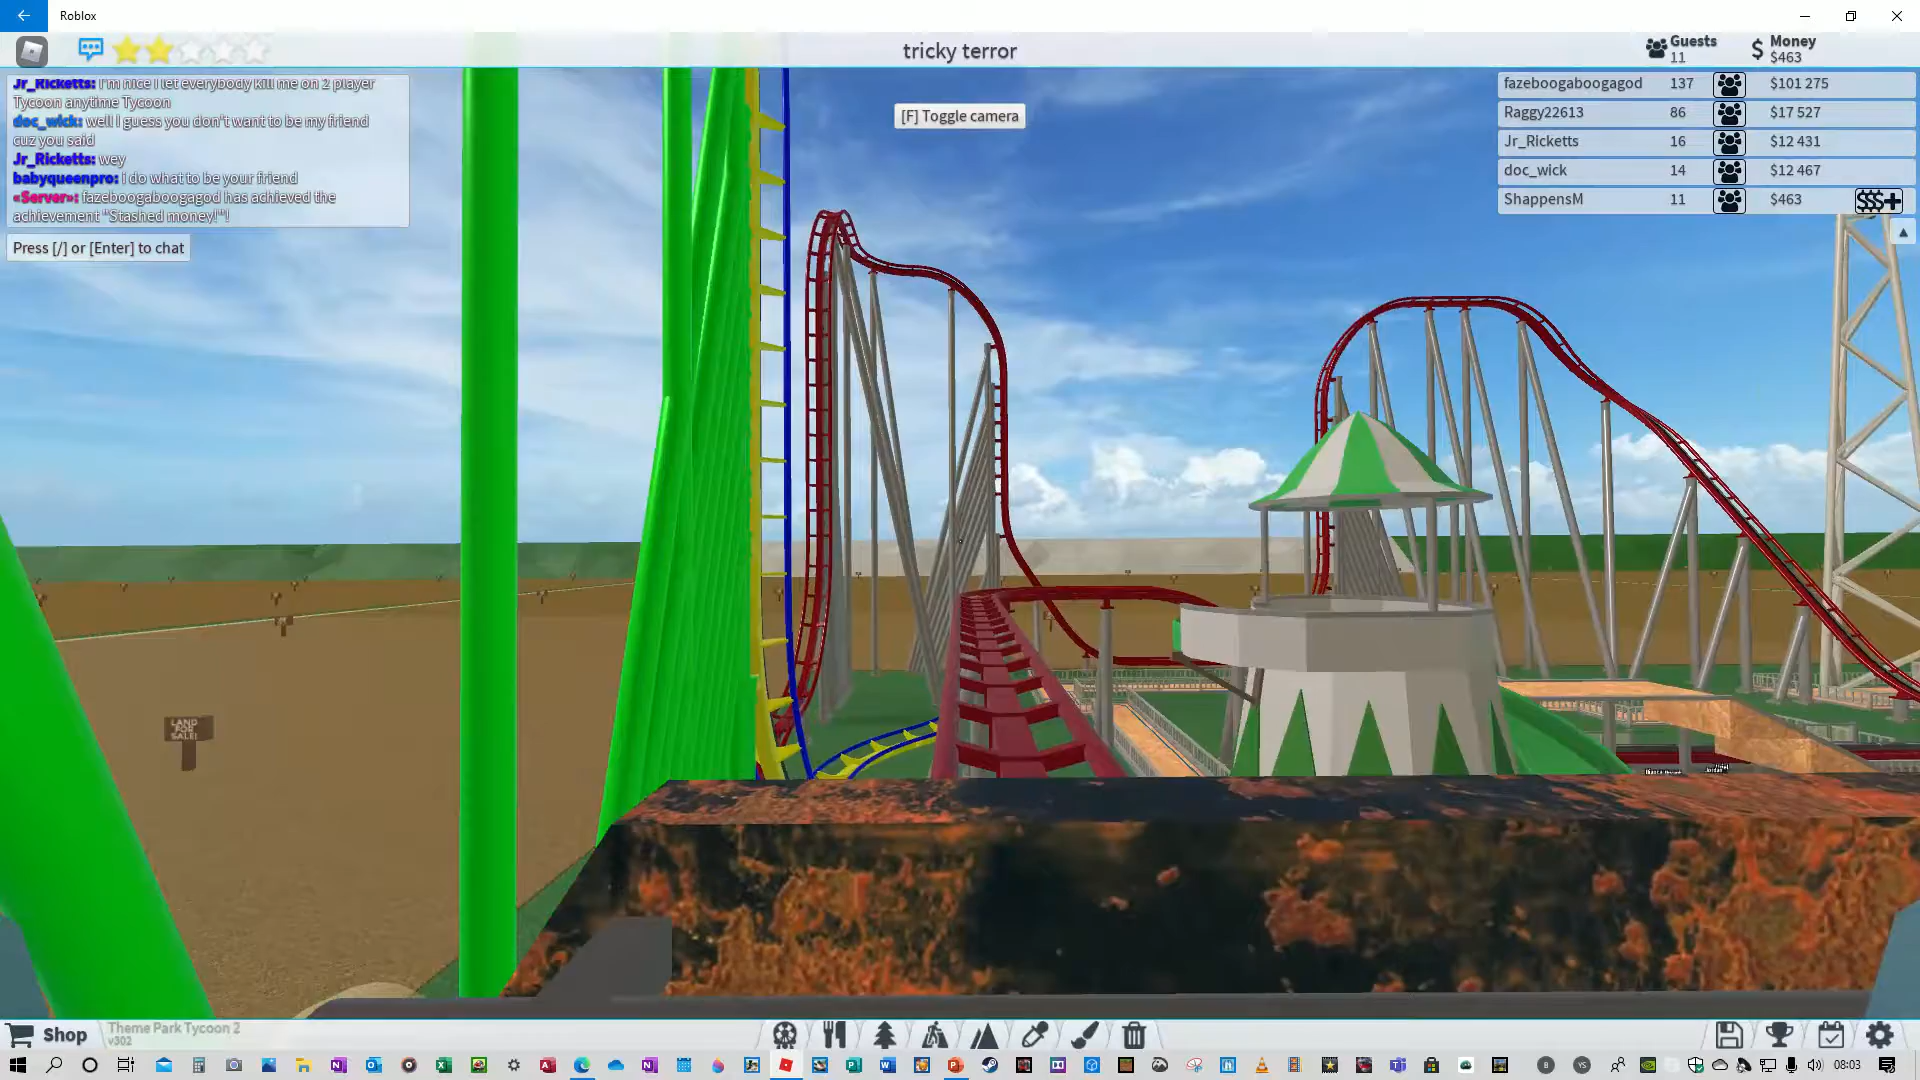 Roblox
tricky terror
Guests
11
$ Money
$463
Jr_Ricketts: I'm nice I let everybody kill me on 2 player
Tycoon anytime Tycoon
doc_wick: well I guess you don't want to be my friend
cuz you said
Jr_Ricketts: wey
babyqueenpro: i do what to be your friend
«Server»: fazeboogaboogagod has achieved the
achievement "Stashed money!"!
Press [/] or [Enter] to chat
[F] Toggle camera
fazeboogaboogagod 137 $101 275
Raggy22613 86 $17 527
Jr_Ricketts 16 $12 431
doc_wick 14 $12 467
ShappensM 11 $463 $$$+
LAND
FOR
SALE!
Jordan
Shop
Theme Park Tycoon 2
v302
08:03